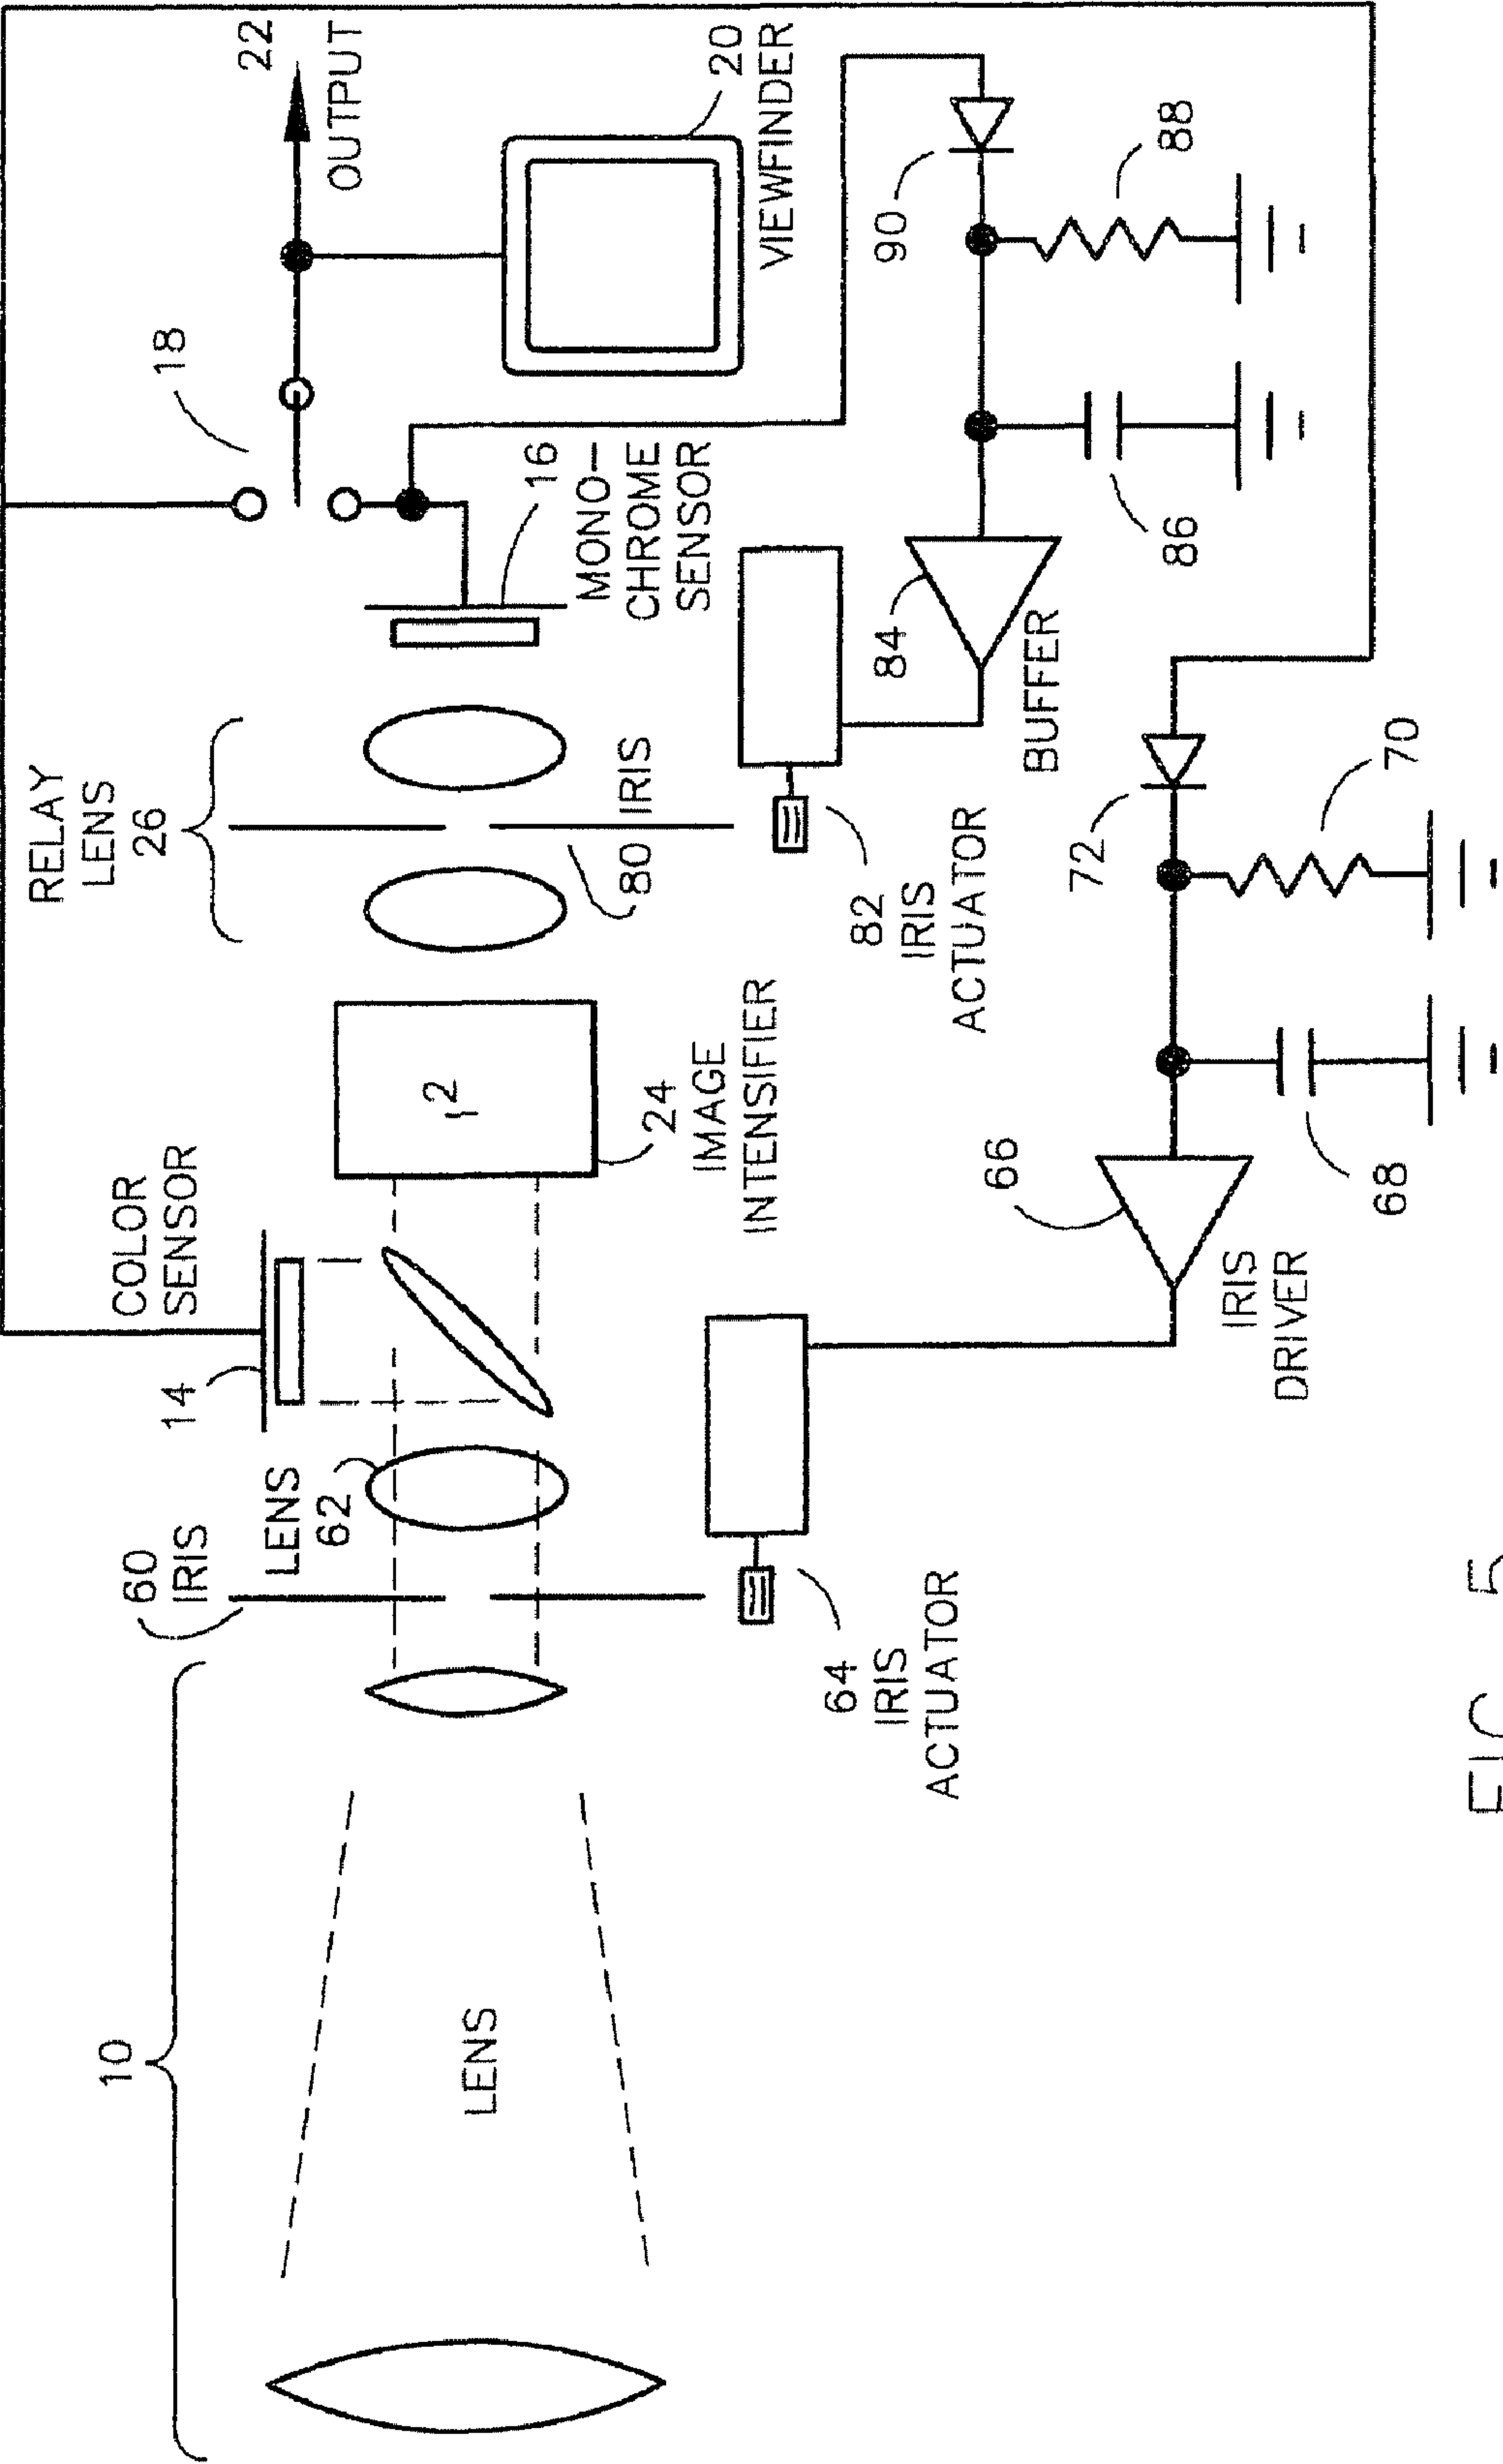 10
LENS
60
IRIS
LENS
62
14
COLOR
SENSOR
2
24
IMAGE
INTENSIFIER
RELAY
LENS
26
80 IRIS
16
MONO-
CHROME
SENSOR
18
22
OUTPUT
20
VIEWFINDER
64
IRIS
ACTUATOR
82
IRIS
ACTUATOR
84
BUFFER
86
88
90
66
IRIS
DRIVER
68
70
72